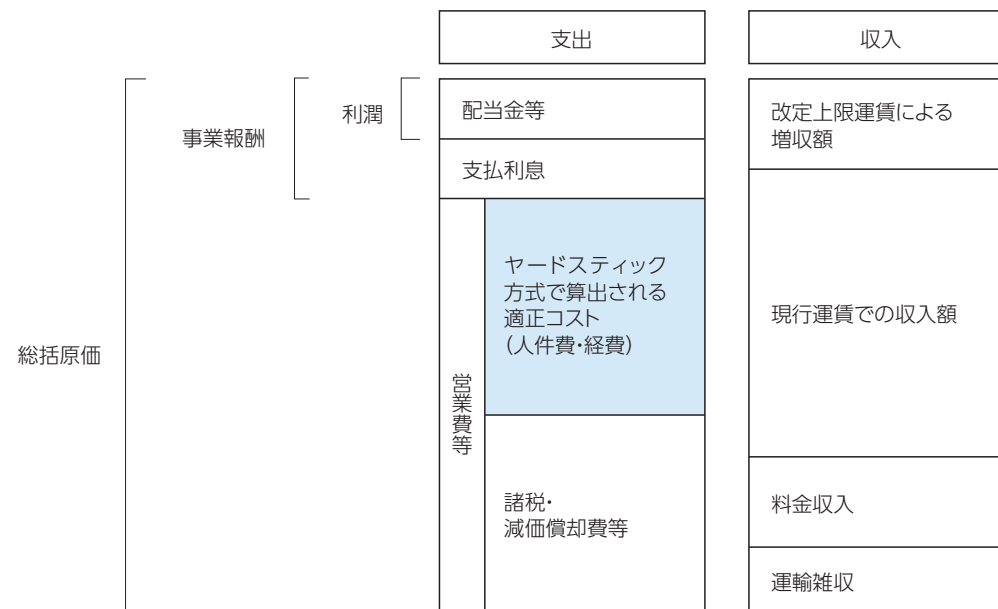 支出
収入
総括原価
事業報酬
利潤
配当金等
支払利息
営業費等
ヤードスティック
方式で算出される
適正コスト
（人件費・経費）
諸税・
減価償却費等
改定上限運賃による
増収額
現行運賃での収入額
料金収入
運輸雑収